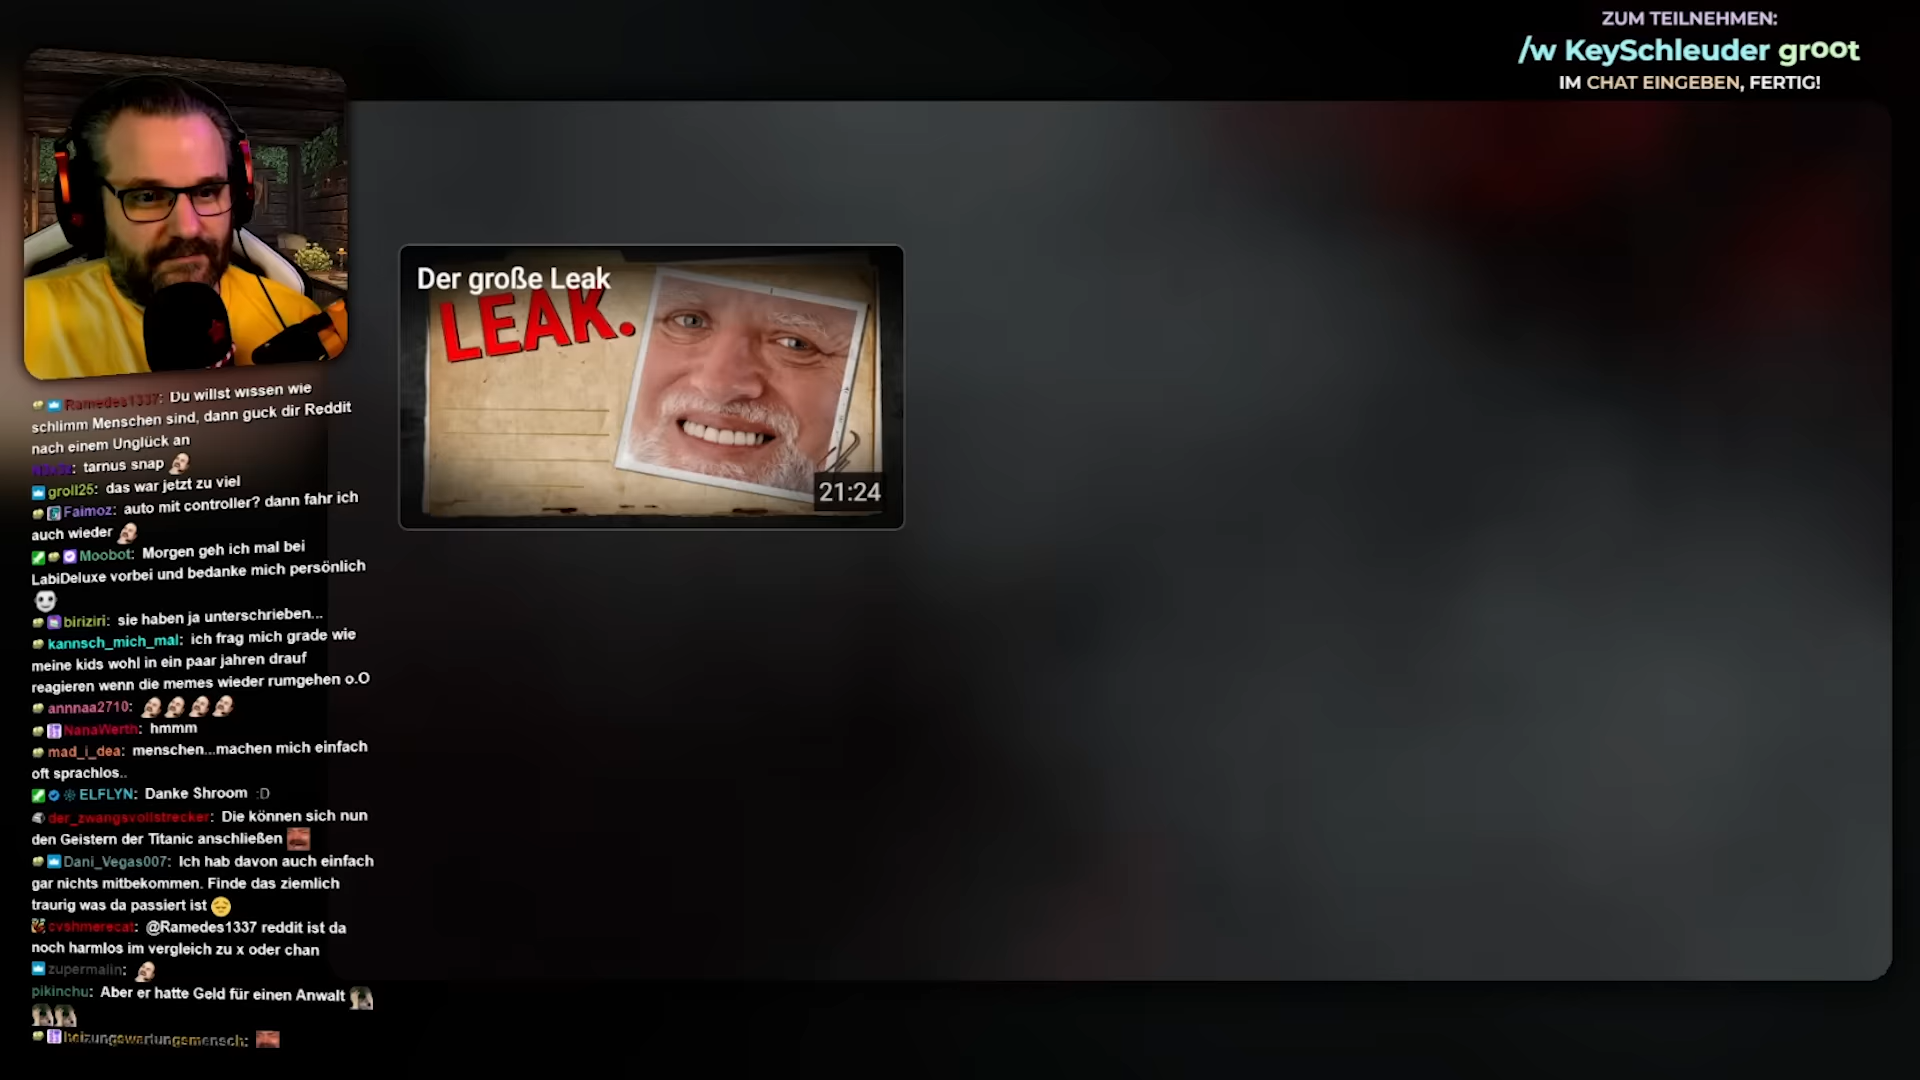 ZUM TEILNEHMEN:
/w KeySchleuder groot
IM CHAT EINGEBEN, FERTIG!
Der große Leak
LEAK.
21:24
Ramedes1337: Du willst wissen wie
schlimm Menschen sind, dann guck dir Reddit
nach einem Unglück an
: tarnus snap
groll25: das war jetzt zu viel
Faimoz: auto mit controller? dann fahr ich
auch wieder
Moobot: Morgen geh ich mal bei
LabiDeluxe vorbei und bedanke mich persönlich
biriziri: sie haben ja unterschrieben...
kannsch_mich_mal: ich frag mich grade wie
meine kids wohl in ein paar jahren drauf
reagieren wenn die memes wieder rumgehen o.O
annnaa2710:
NanaWerth: hmmm
mad_i_dea: menschen...machen mich einfach
oft sprachlos..
ELFLYN: Danke Shroom :D
der_zwangsvollstrecker: Die können sich nun
den Geistern der Titanic anschließen
Dani_Vegas007: Ich hab davon auch einfach
gar nichts mitbekommen. Finde das ziemlich
traurig was da passiert ist
cvshmerecat: @Ramedes1337 reddit ist da
noch harmlos im vergleich zu x oder chan
zupermalin:
pikinchu: Aber er hatte Geld für einen Anwalt
heizungswartungsmensch: